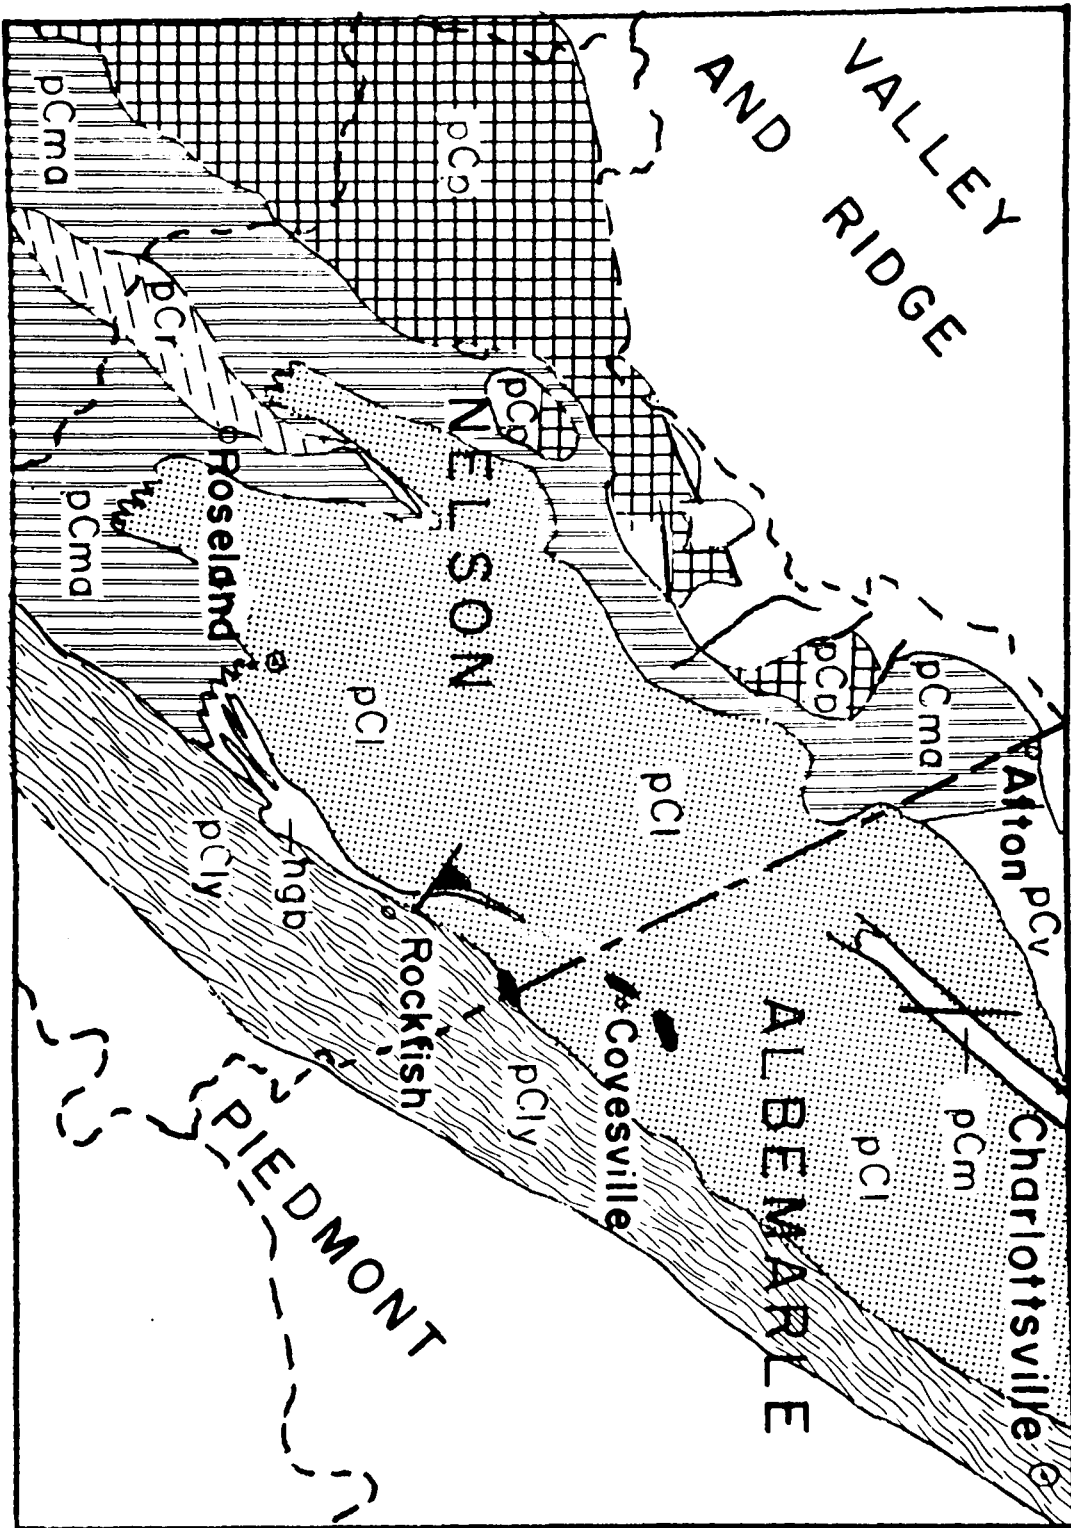 VALLEY
AND RIDGE
pCp
pCma
pCr
NELSON
pCp
pCp
pCma
Afton
pCv
Roseland
pCma
pCl
pCl
ALBEMARLE
pCm
pCl
Charlottsville
Covesville
Rockfish
hgb
pCly
pCly
PIEDMONT